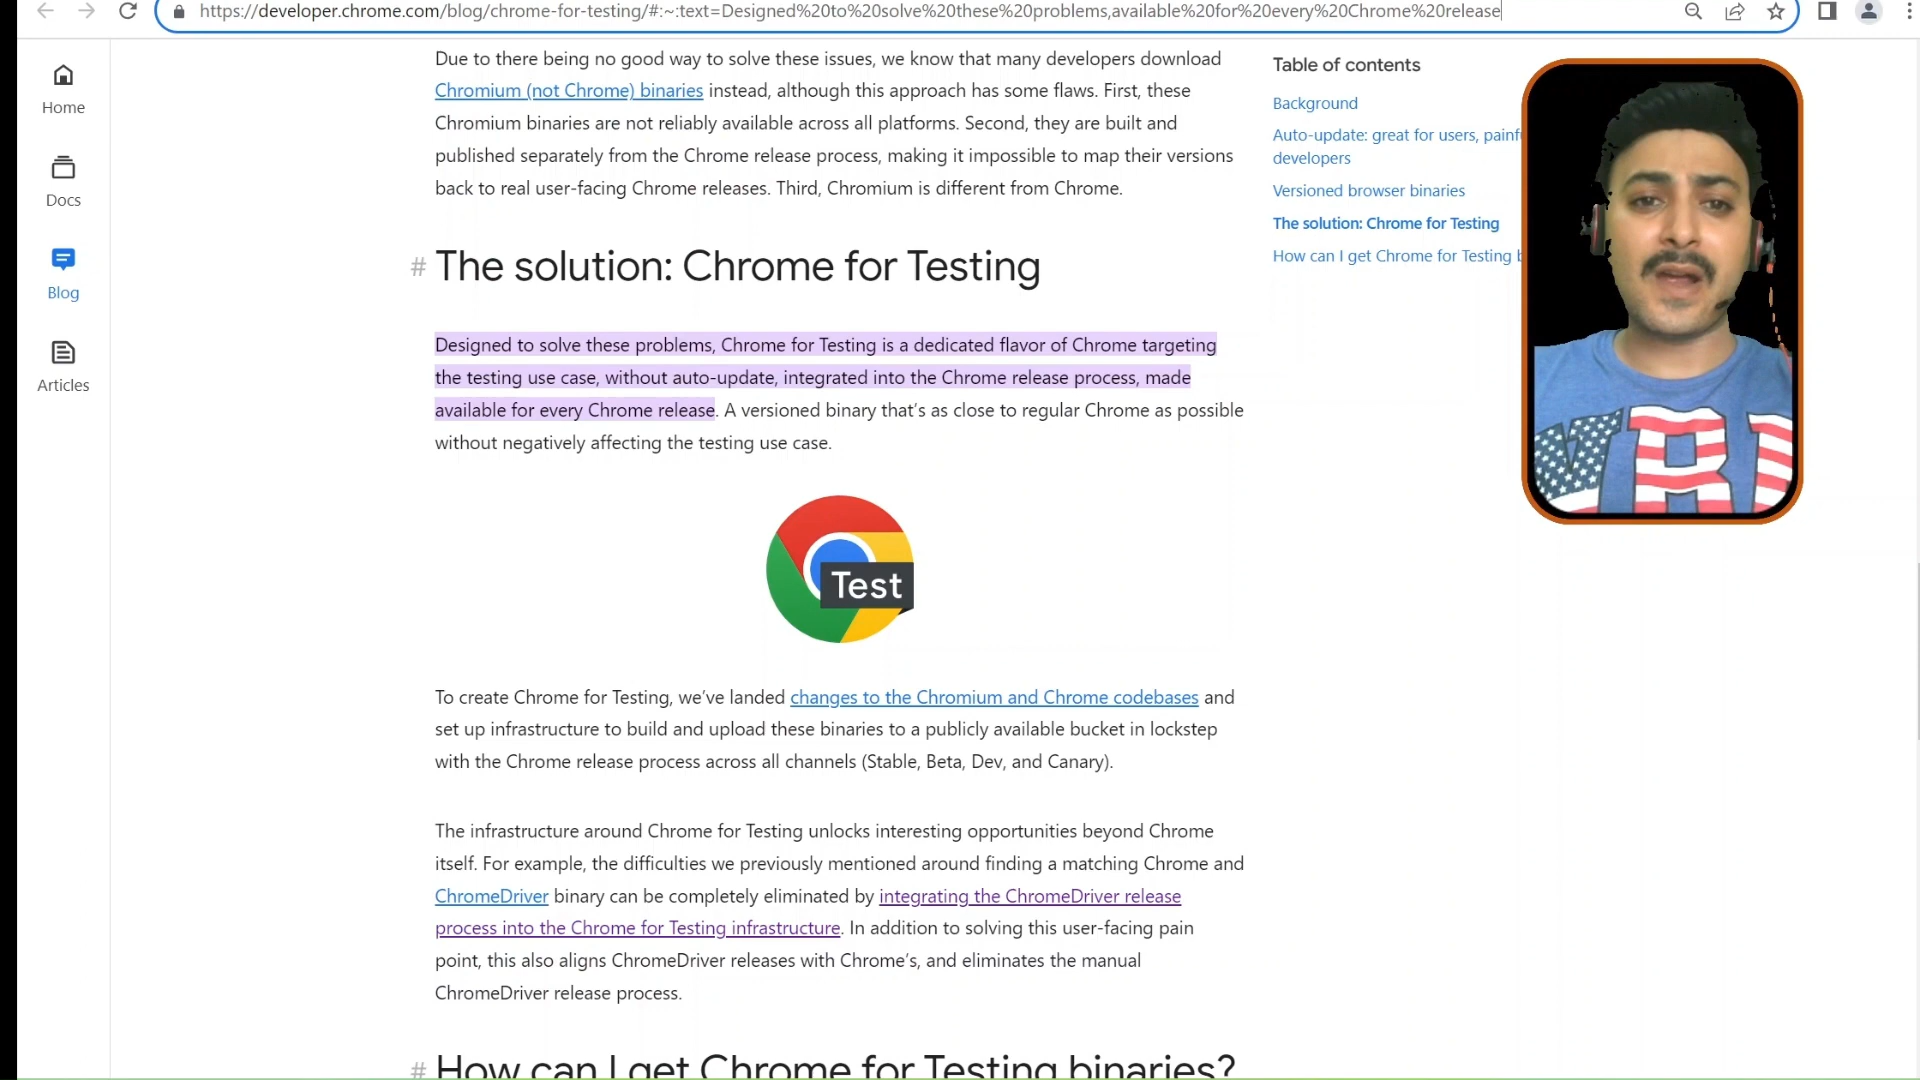 https://developer.chrome.com/blog/chrome-for-testing/#:~:text=Designed%20to%20solve%20these%20problems,available%20for%20every%20Chrome%20release
Home
Docs
Blog
Articles
Due to there being no good way to solve these issues, we know that many developers download
Chromium (not Chrome) binaries instead, although this approach has some flaws. First, these
Chromium binaries are not reliably available across all platforms. Second, they are built and
published separately from the Chrome release process, making it impossible to map their versions
back to real user-facing Chrome releases. Third, Chromium is different from Chrome.
# The solution: Chrome for Testing
Designed to solve these problems, Chrome for Testing is a dedicated flavor of Chrome targeting
the testing use case, without auto-update, integrated into the Chrome release process, made
available for every Chrome release. A versioned binary that's as close to regular Chrome as possible
without negatively affecting the testing use case.
Test
To create Chrome for Testing, we've landed changes to the Chromium and Chrome codebases and
set up infrastructure to build and upload these binaries to a publicly available bucket in lockstep
with the Chrome release process across all channels (Stable, Beta, Dev, and Canary).
The infrastructure around Chrome for Testing unlocks interesting opportunities beyond Chrome
itself. For example, the difficulties we previously mentioned around finding a matching Chrome and
ChromeDriver binary can be completely eliminated by integrating the ChromeDriver release
process into the Chrome for Testing infrastructure. In addition to solving this user-facing pain
point, this also aligns ChromeDriver releases with Chrome's, and eliminates the manual
ChromeDriver release process.
# How can I get Chrome for Testing binaries?
Table of contents
Background
Auto-update: great for users,
developers
Versioned browser binaries
The solution: Chrome for Testing
How can I get Chrome for Testing